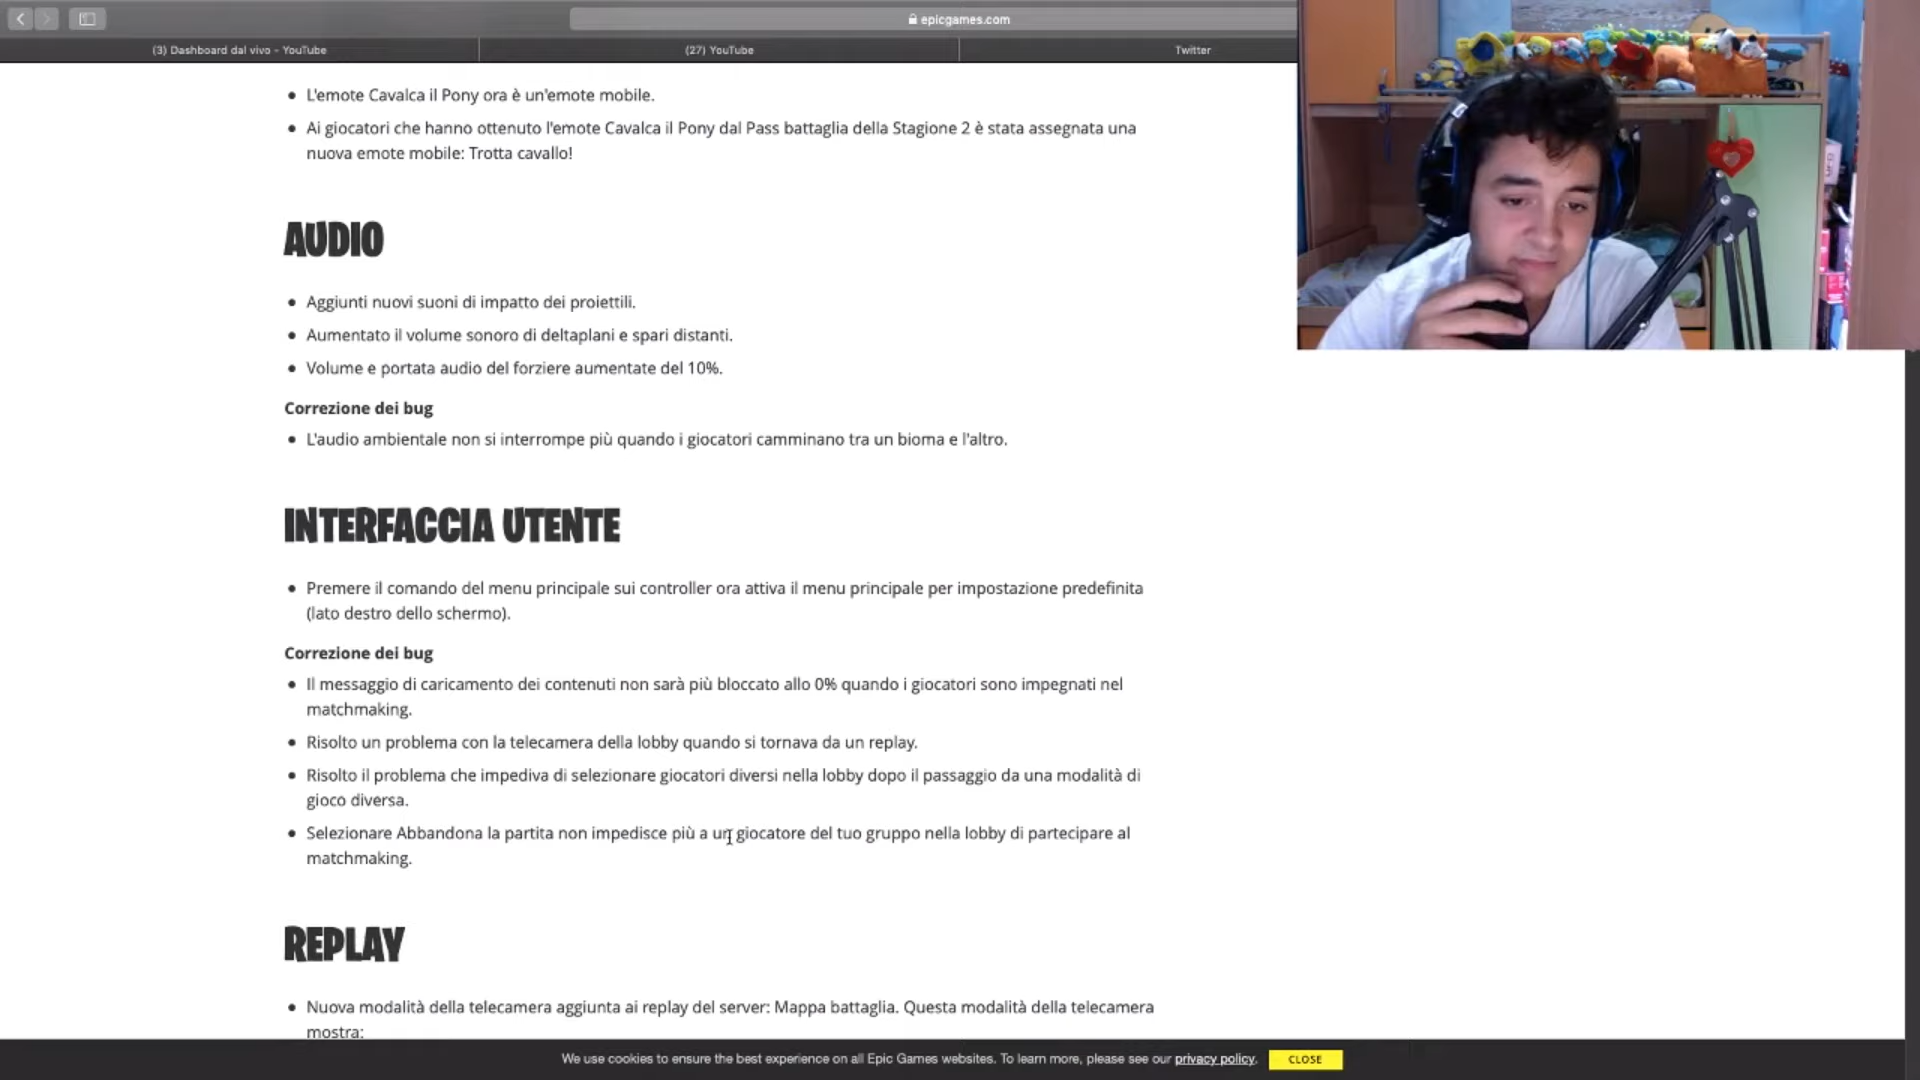 epicgames.com
(3) Dashboard dal vivo - YouTube
(27) YouTube
Twitter
L'emote Cavalca il Pony ora è un'emote mobile.
Ai giocatori che hanno ottenuto l'emote Cavalca il Pony dal Pass battaglia della Stagione 2 è stata assegnata una
nuova emote mobile: Trotta cavallo!
AUDIO
Aggiunti nuovi suoni di impatto dei proiettili.
Aumentato il volume sonoro di deltaplani e spari distanti.
Volume e portata audio del forziere aumentate del 10%.
Correzione dei bug
L'audio ambientale non si interrompe più quando i giocatori camminano tra un bioma e l'altro.
INTERFACCIA UTENTE
Premere il comando del menu principale sui controller ora attiva il menu principale per impostazione predefinita
(lato destro dello schermo).
Correzione dei bug
Il messaggio di caricamento dei contenuti non sarà più bloccato allo 0% quando i giocatori sono impegnati nel
matchmaking.
Risolto un problema con la telecamera della lobby quando si tornava da un replay.
Risolto il problema che impediva di selezionare giocatori diversi nella lobby dopo il passaggio da una modalità di
gioco diversa.
Selezionare Abbandona la partita non impedisce più a un giocatore del tuo gruppo nella lobby di partecipare al
matchmaking.
REPLAY
Nuova modalità della telecamera aggiunta ai replay del server: Mappa battaglia. Questa modalità della telecamera
mostra:
We use cookies to ensure the best experience on all Epic Games websites. To learn more, please see our privacy policy.
CLOSE